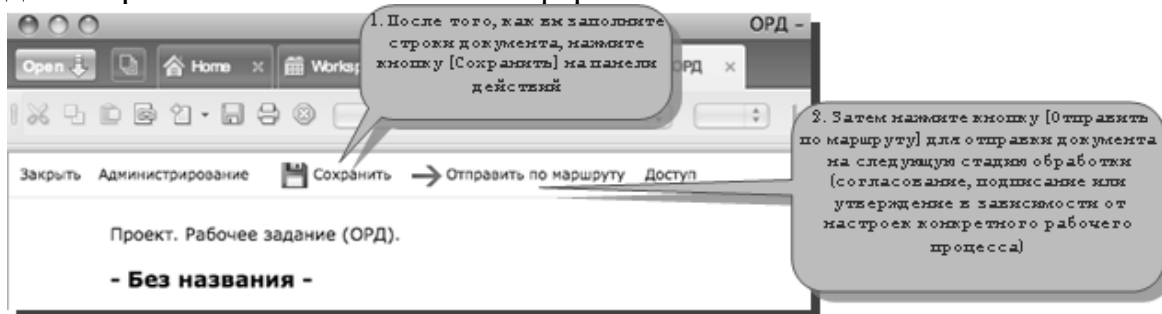 ОРД –
Open
Home ×
Works
ОРД ×
1. После того, как вы заполните
строки документа, нажмите
кнопку [Сохранить] на панели
действий
2. Затем нажмите кнопку [Отправить
по маршруту] для отправки документа
на следующую стадию обработки
(согласование, подписание или
утверждение в зависимости от
настроек конкретного рабочего
процесса)
Закрыть Администрирование Сохранить Отправить по маршруту Доступ
Проект. Рабочее задание (ОРД).
- Без названия -